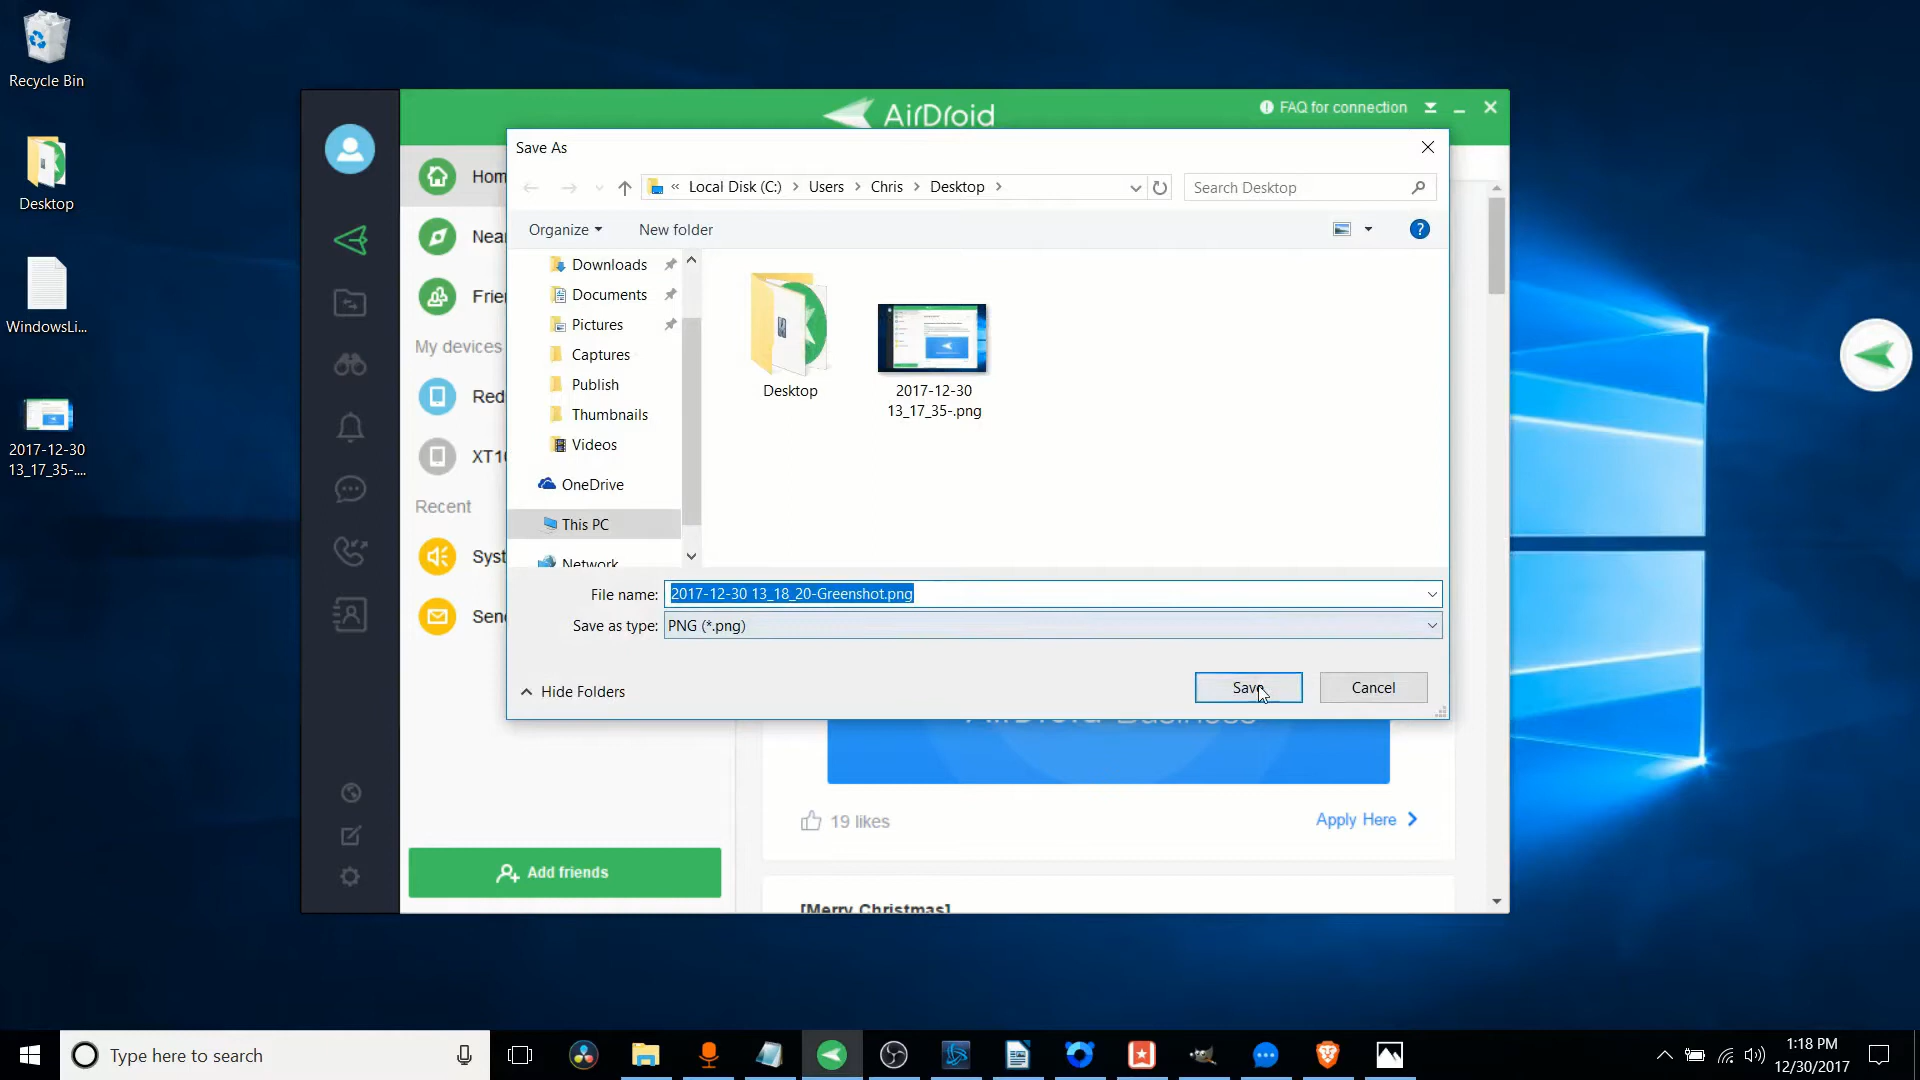 Recycle Bin
Desktop
WindowsLi...
2017-12-30
13_17_35-....
AirDroid
FAQ for connection
Hom
Near
Frie
My devices
Red
XT10
Recent
Syst
Sen
Add friends
Save As
« Local Disk (C:) > Users > Chris > Desktop >
Search Desktop
Organize
New folder
?
Downloads
Documents
Pictures
Captures
Publish
Thumbnails
Videos
OneDrive
This PC
Network
Desktop
2017-12-30
13_17_35-.png
File name: 2017-12-30 13_18_20-Greenshot.png
Save as type: PNG (*.png)
Hide Folders
Save
Cancel
AirDroid Business
19 likes
Apply Here
[Merry Christmas]
Type here to search
1:18 PM
12/30/2017